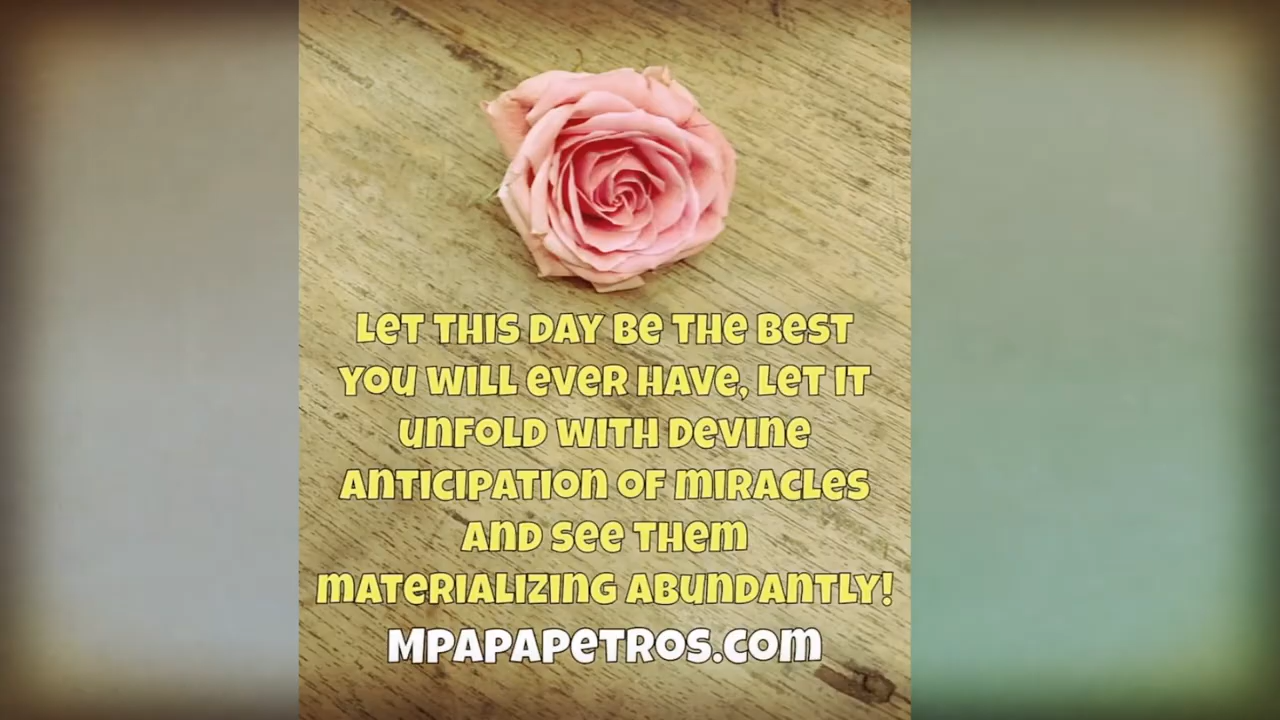 Let this day be the best
you will ever have, let it
unfold with devine
anticipation of miracles
and see them
materializing abundantly!
MPAPAPETROS.COM